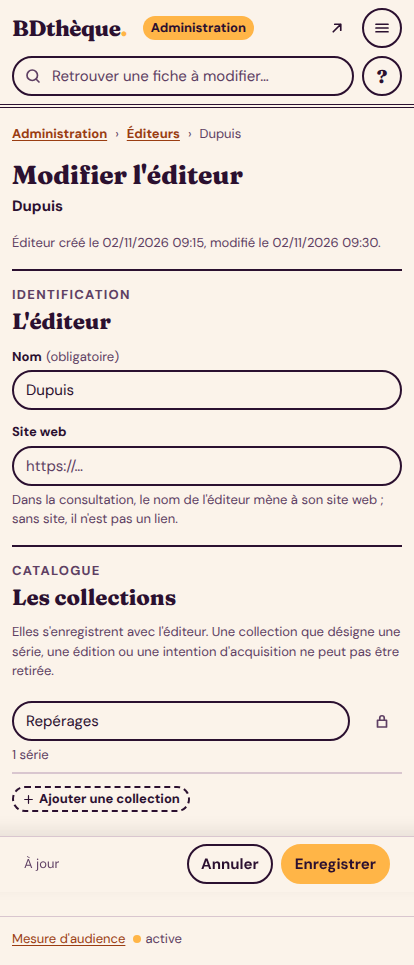 BDthèque. Administration
Retrouver une fiche à modifier... ?
Administration › Éditeurs › Dupuis
Modifier l'éditeur
Dupuis
Éditeur créé le 02/11/2026 09:15, modifié le 02/11/2026 09:30.
IDENTIFICATION
L'éditeur
Nom (obligatoire)
Dupuis
Site web
https://...
Dans la consultation, le nom de l'éditeur mène à son site web ;
sans site, il n'est pas un lien.
CATALOGUE
Les collections
Elles s'enregistrent avec l'éditeur. Une collection que désigne une
série, une édition ou une intention d'acquisition ne peut pas être
retirée.
Repérages
1 série
+ Ajouter une collection
À jour Annuler Enregistrer
Mesure d'audience active